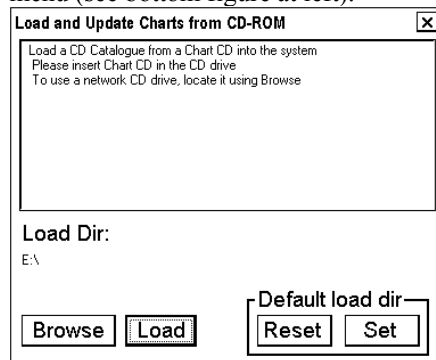 menu (see bottom figure at left).
Load and Update Charts from CD-ROM
Load a CD Catalogue from a Chart CD into the system
Please insert Chart CD in the CD drive
To use a network CD drive, locate it using Browse
Load Dir:
E:\
Default load dir
Browse Load Reset Set